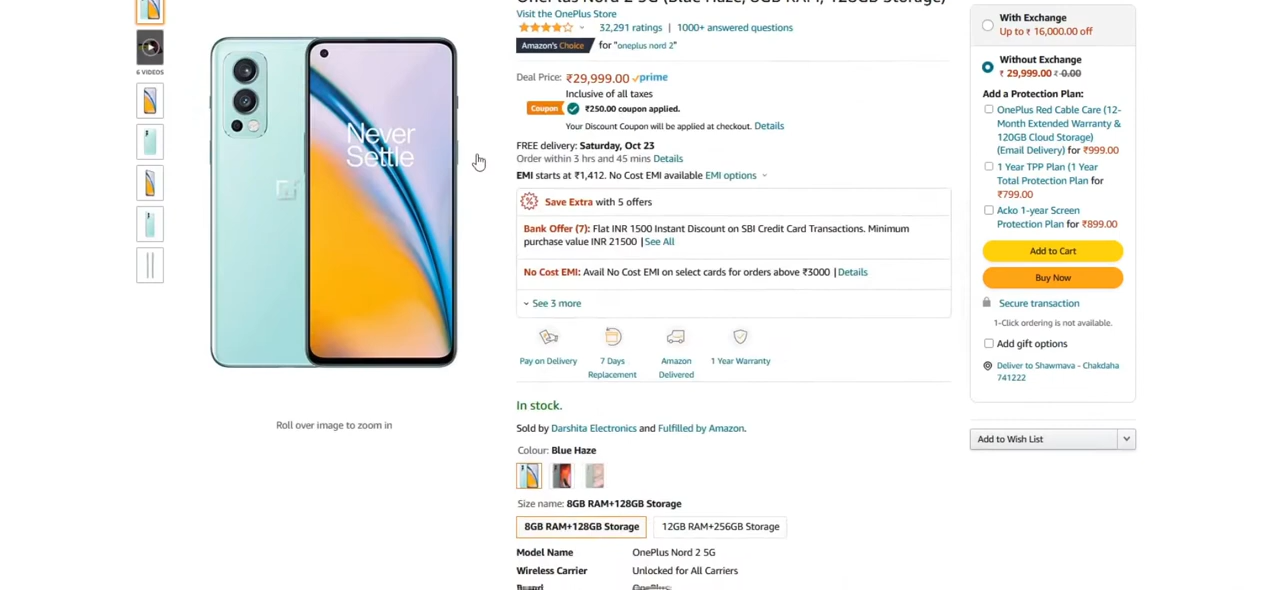 OnePlus Nord 2 5G (Blue Haze, 8GB RAM, 128GB Storage)
Visit the OnePlus Store
32,291 ratings | 1000+ answered questions
Amazon's Choice for "oneplus nord 2"
Deal Price: ₹29,999.00 prime
Inclusive of all taxes
Coupon ₹250.00 coupon applied.
Your Discount Coupon will be applied at checkout. Details
FREE delivery: Saturday, Oct 23
Order within 3 hrs and 45 mins Details
EMI starts at ₹1,412. No Cost EMI available EMI options
Save Extra with 5 offers
Bank Offer (7): Flat INR 1500 Instant Discount on SBI Credit Card Transactions. Minimum
purchase value INR 21500 | See All
No Cost EMI: Avail No Cost EMI on select cards for orders above ₹3000 | Details
See 3 more
Pay on Delivery
7 Days
Replacement
Amazon
Delivered
1 Year Warranty
In stock.
Sold by Darshita Electronics and Fulfilled by Amazon.
Colour: Blue Haze
Size name: 8GB RAM+128GB Storage
8GB RAM+128GB Storage
12GB RAM+256GB Storage
Model Name OnePlus Nord 2 5G
Wireless Carrier Unlocked for All Carriers
Brand OnePlus
6 VIDEOS
Never
Settle
Roll over image to zoom in
With Exchange
Up to ₹ 16,000.00 off
Without Exchange
₹ 29,999.00 ₹ 0.00
Add a Protection Plan:
OnePlus Red Cable Care (12-
Month Extended Warranty &
120GB Cloud Storage)
(Email Delivery) for ₹999.00
1 Year TPP Plan (1 Year
Total Protection Plan for
₹799.00
Acko 1-year Screen
Protection Plan for ₹899.00
Add to Cart
Buy Now
Secure transaction
1-Click ordering is not available.
Add gift options
Deliver to Shawmava - Chakdaha
741222
Add to Wish List